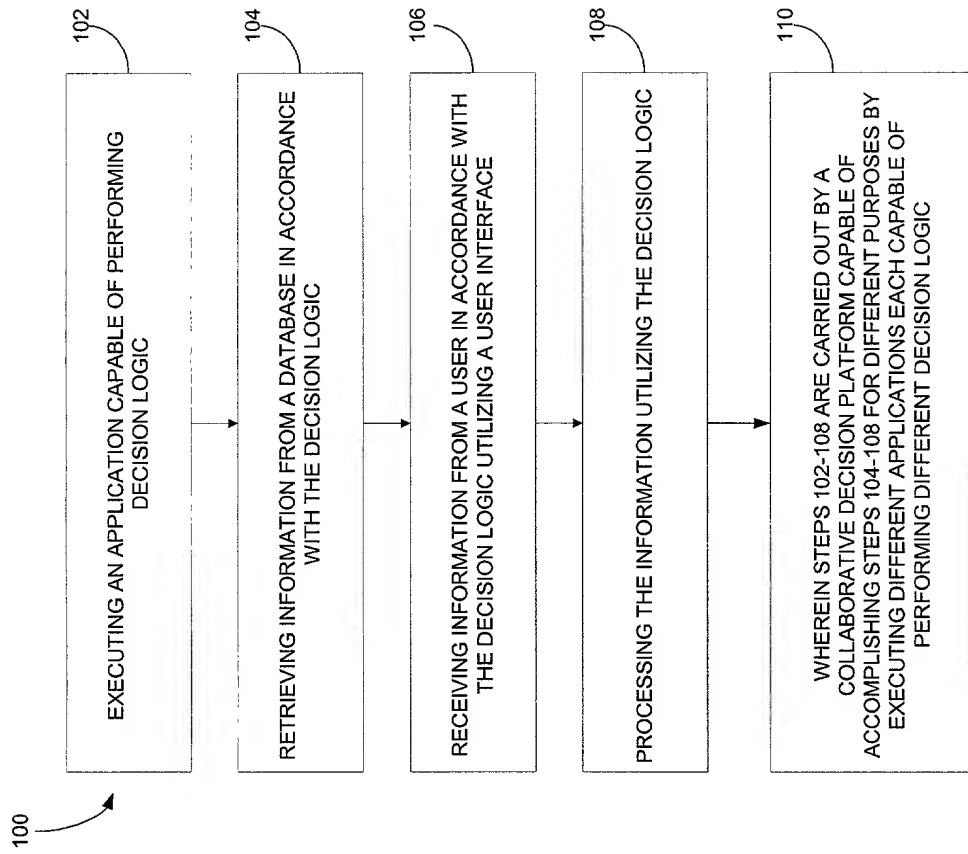 100
102
EXECUTING AN APPLICATION CAPABLE OF PERFORMING
DECISION LOGIC
104
RETRIEVING INFORMATION FROM A DATABASE IN ACCORDANCE
WITH THE DECISION LOGIC
106
RECEIVING INFORMATION FROM A USER IN ACCORDANCE WITH
THE DECISION LOGIC UTILIZING A USER INTERFACE
108
PROCESSING THE INFORMATION UTILIZING THE DECISION LOGIC
110
WHEREIN STEPS 102-108 ARE CARRIED OUT BY A
COLLABORATIVE DECISION PLATFORM CAPABLE OF
ACCOMPLISHING STEPS 104-108 FOR DIFFERENT PURPOSES BY
EXECUTING DIFFERENT APPLICATIONS EACH CAPABLE OF
PERFORMING DIFFERENT DECISION LOGIC